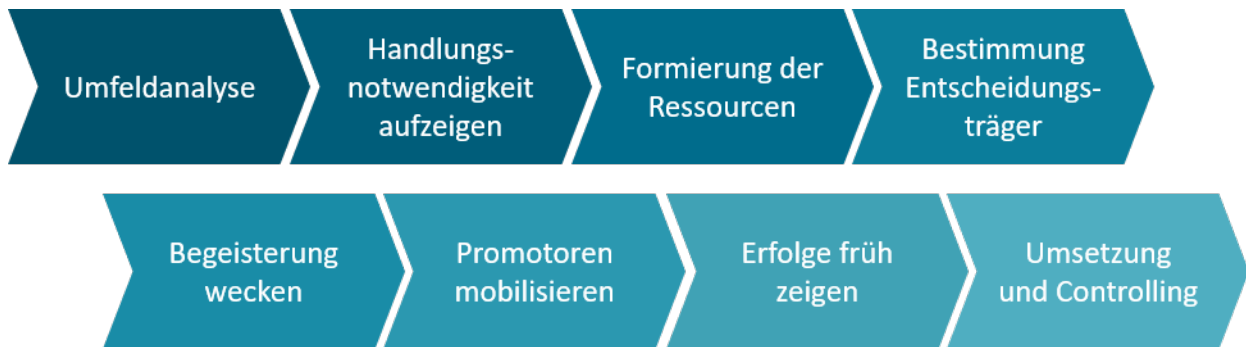 Umfeldanalyse
Handlungs-
notwendigkeit
aufzeigen
Formierung der
Ressourcen
Bestimmung
Entscheidungs-
träger
Begeisterung
wecken
Promotoren
mobilisieren
Erfolge früh
zeigen
Umsetzung
und Controlling